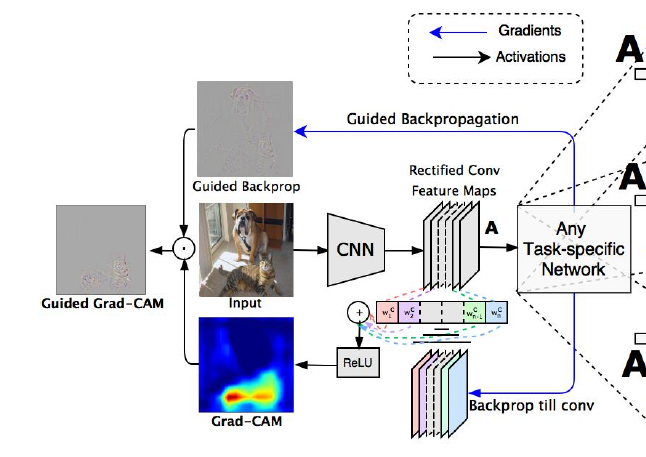 Gradients
Activations
A
Guided Backpropagation
Rectified Conv
Feature Maps
Guided Backprop
A
A
Any
Task-specific
Network
CNN
Guided Grad-CAM
Input
+
ReLU
Grad-CAM
Backprop till conv
A